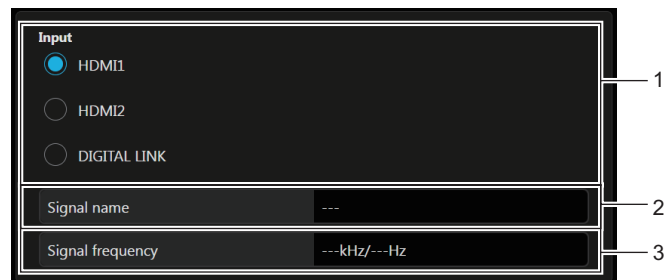 Input
HDMI1
1
HDMI2
DIGITAL LINK
Signal name ---
2
Signal frequency ---kHz/---Hz
3